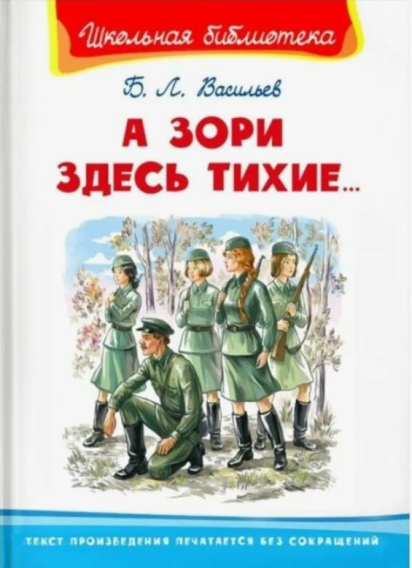 Школьная библиотека
Б. Л. Васильев
А ЗОРИ
ЗДЕСЬ ТИХИЕ...
ТЕКСТ ПРОИЗВЕДЕНИЯ ПЕЧАТАЕТСЯ БЕЗ СОКРАЩЕНИЙ